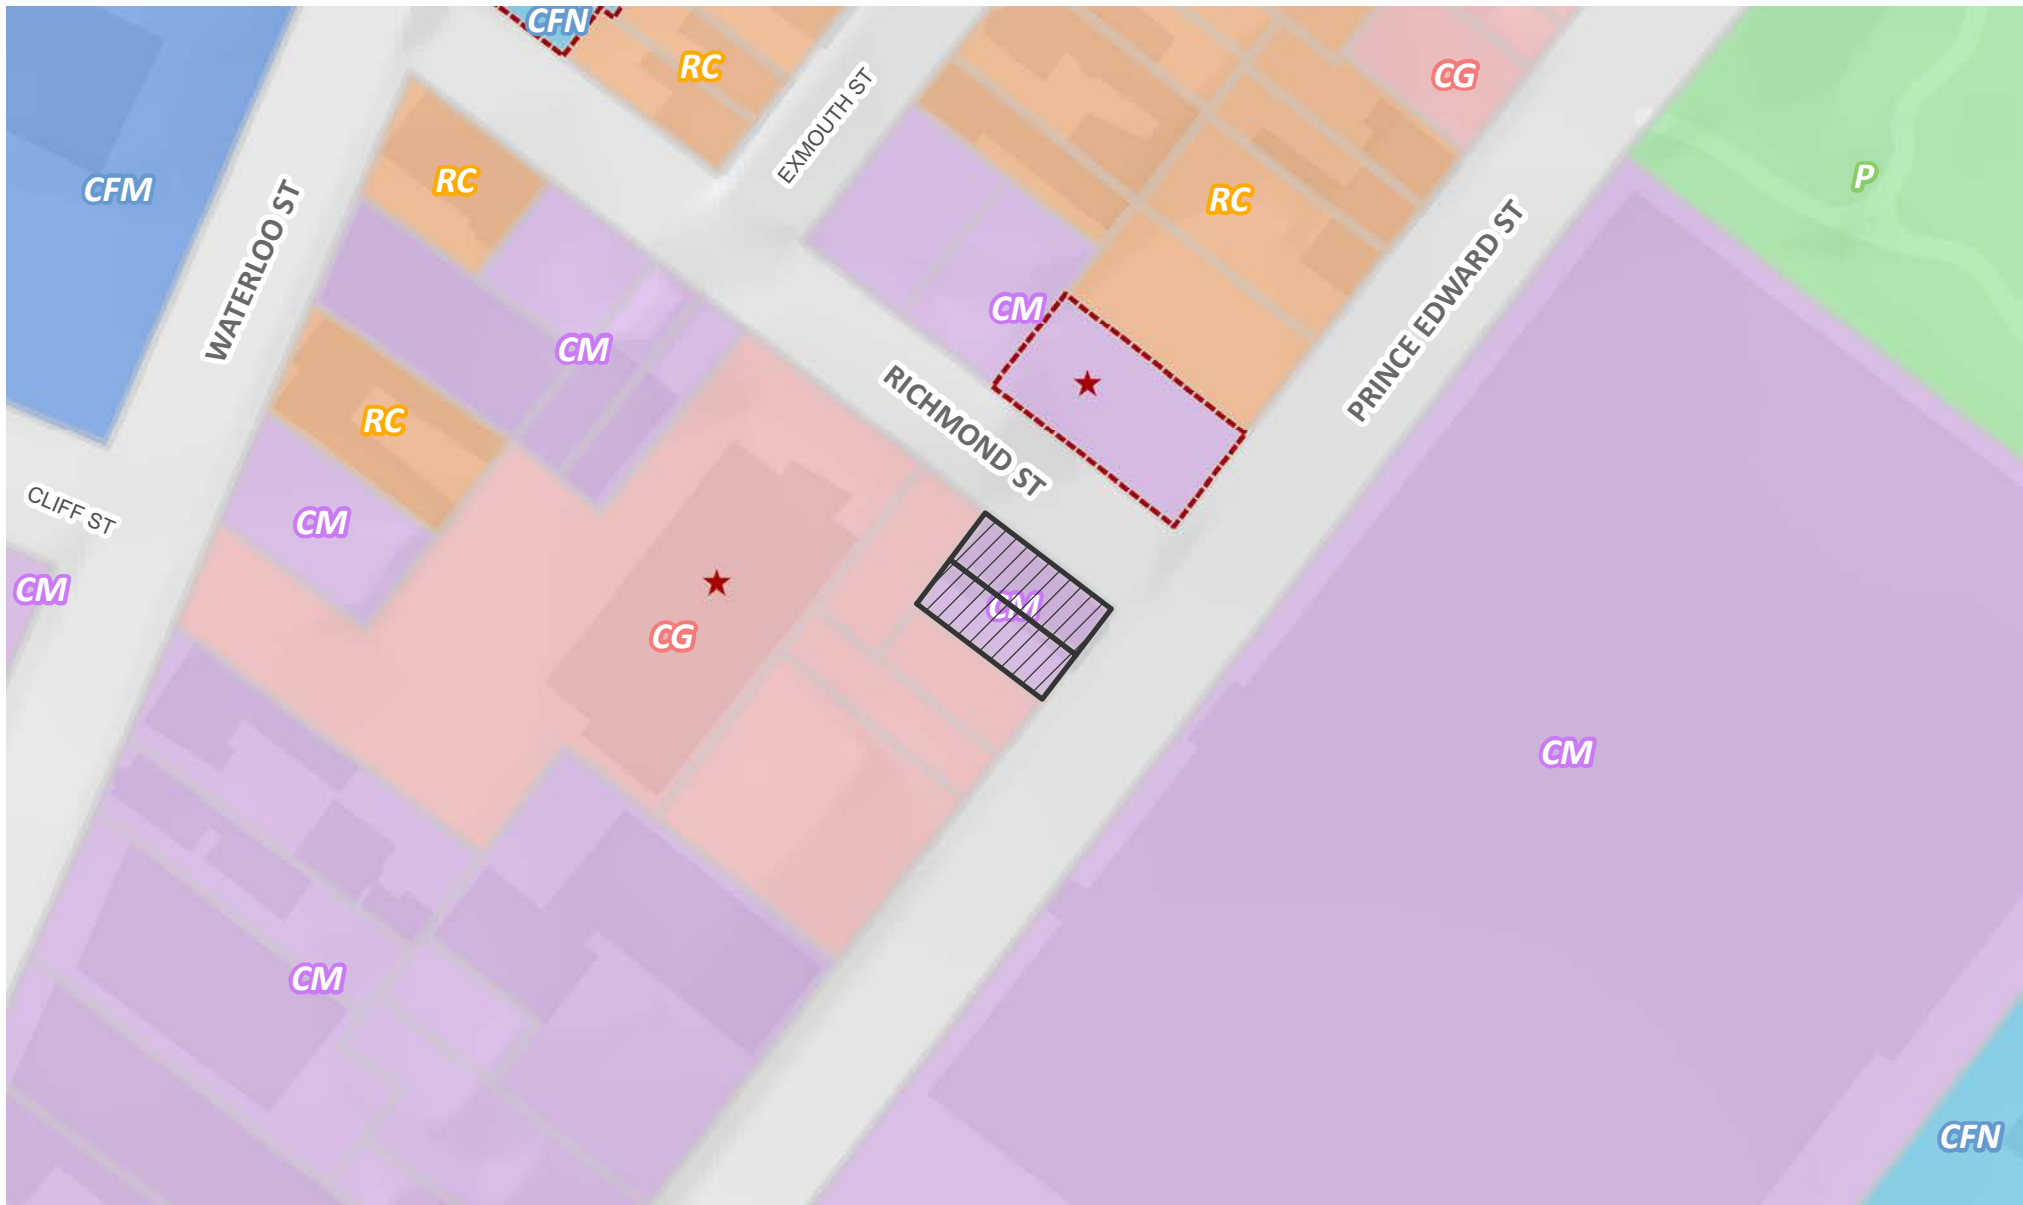 CFN
RC
CG
EXMOUTH ST
CFM
RC
P
RC
WATERLOO ST
PRINCE EDWARD ST
CM
CM
RC
RICHMOND ST
CLIFF ST
CM
CM
CM
CG
CM
CM
CFN